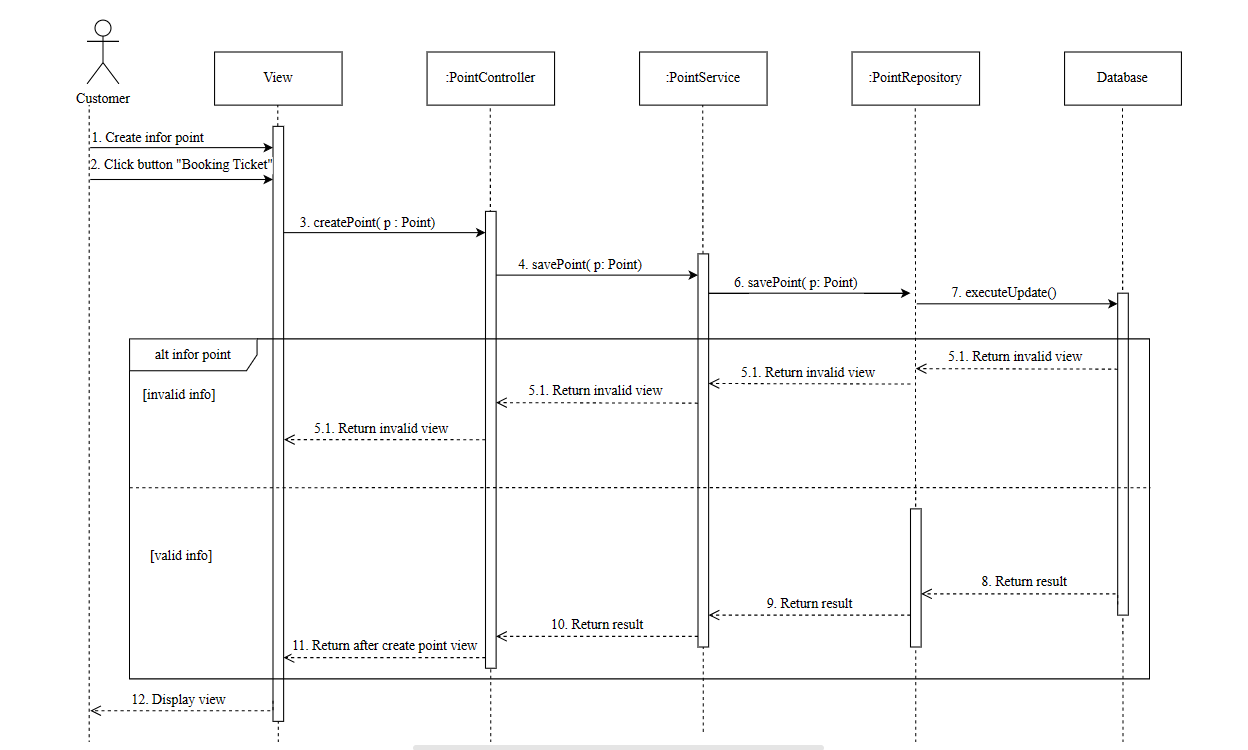 Customer
View
:PointController
:PointService
:PointRepository
Database
1. Create infor point
2. Click button "Booking Ticket"
3. createPoint( p : Point)
4. savePoint( p: Point)
6. savePoint( p: Point)
7. executeUpdate()
alt infor point
5.1. Return invalid view
5.1. Return invalid view
5.1. Return invalid view
[invalid info]
5.1. Return invalid view
[valid info]
8. Return result
9. Return result
10. Return result
11. Return after create point view
12. Display view